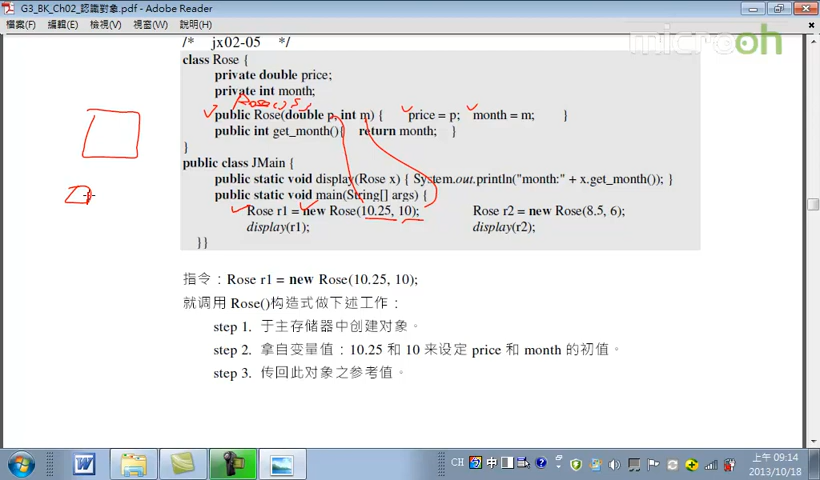 G3_BK_Ch02_認識對象.pdf - Adobe Reader
檔案(F) 編輯(E) 檢視(V) 視窗(W) 說明(H)
microoh
/* jx02-05 */
class Rose {
private double price;
private int month;
public Rose(double p, int m) { price = p; month = m; }
public int get_month(){ return month; }
}
public class JMain {
public static void display(Rose x) { System.out.println("month:" + x.get_month()); }
public static void main(String[] args) {
Rose r1 = new Rose(10.25, 10); Rose r2 = new Rose(8.5, 6);
display(r1); display(r2);
}}
指令：Rose r1 = new Rose(10.25, 10);
就调用 Rose()构造式做下述工作：
step 1. 于主存储器中创建对象。
step 2. 拿自变量值：10.25 和 10 来设定 price 和 month 的初值。
step 3. 传回此对象之参考值。
CH 中
上午 09:14
2013/10/18